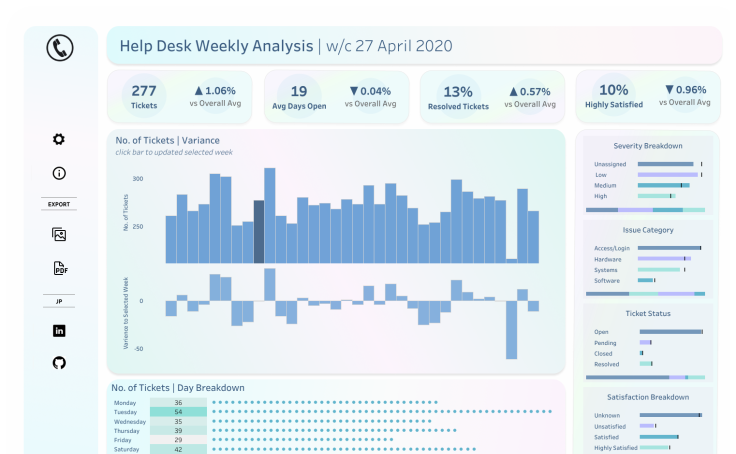 Help Desk Weekly Analysis | w/c 27 April 2020
277
Tickets
▲ 1.06%
vs Overall Avg
19
Avg Days Open
▼ 0.04%
vs Overall Avg
13%
Resolved Tickets
▲ 0.57%
vs Overall Avg
10%
Highly Satisfied
▼ 0.96%
vs Overall Avg
EXPORT
PDF
JP
in
No. of Tickets | Variance
click bar to updated selected week
300
250
No. of Tickets
0
-50
Variance to Selected Week
No. of Tickets | Day Breakdown
Monday 36
Tuesday 54
Wednesday 35
Thursday 39
Friday 29
Saturday 42
Severity Breakdown
Unassigned
Low
Medium
High
Issue Category
Access/Login
Hardware
Systems
Software
Ticket Status
Open
Pending
Closed
Resolved
Satisfaction Breakdown
Unknown
Unsatisfied
Satisfied
Highly Satisfied